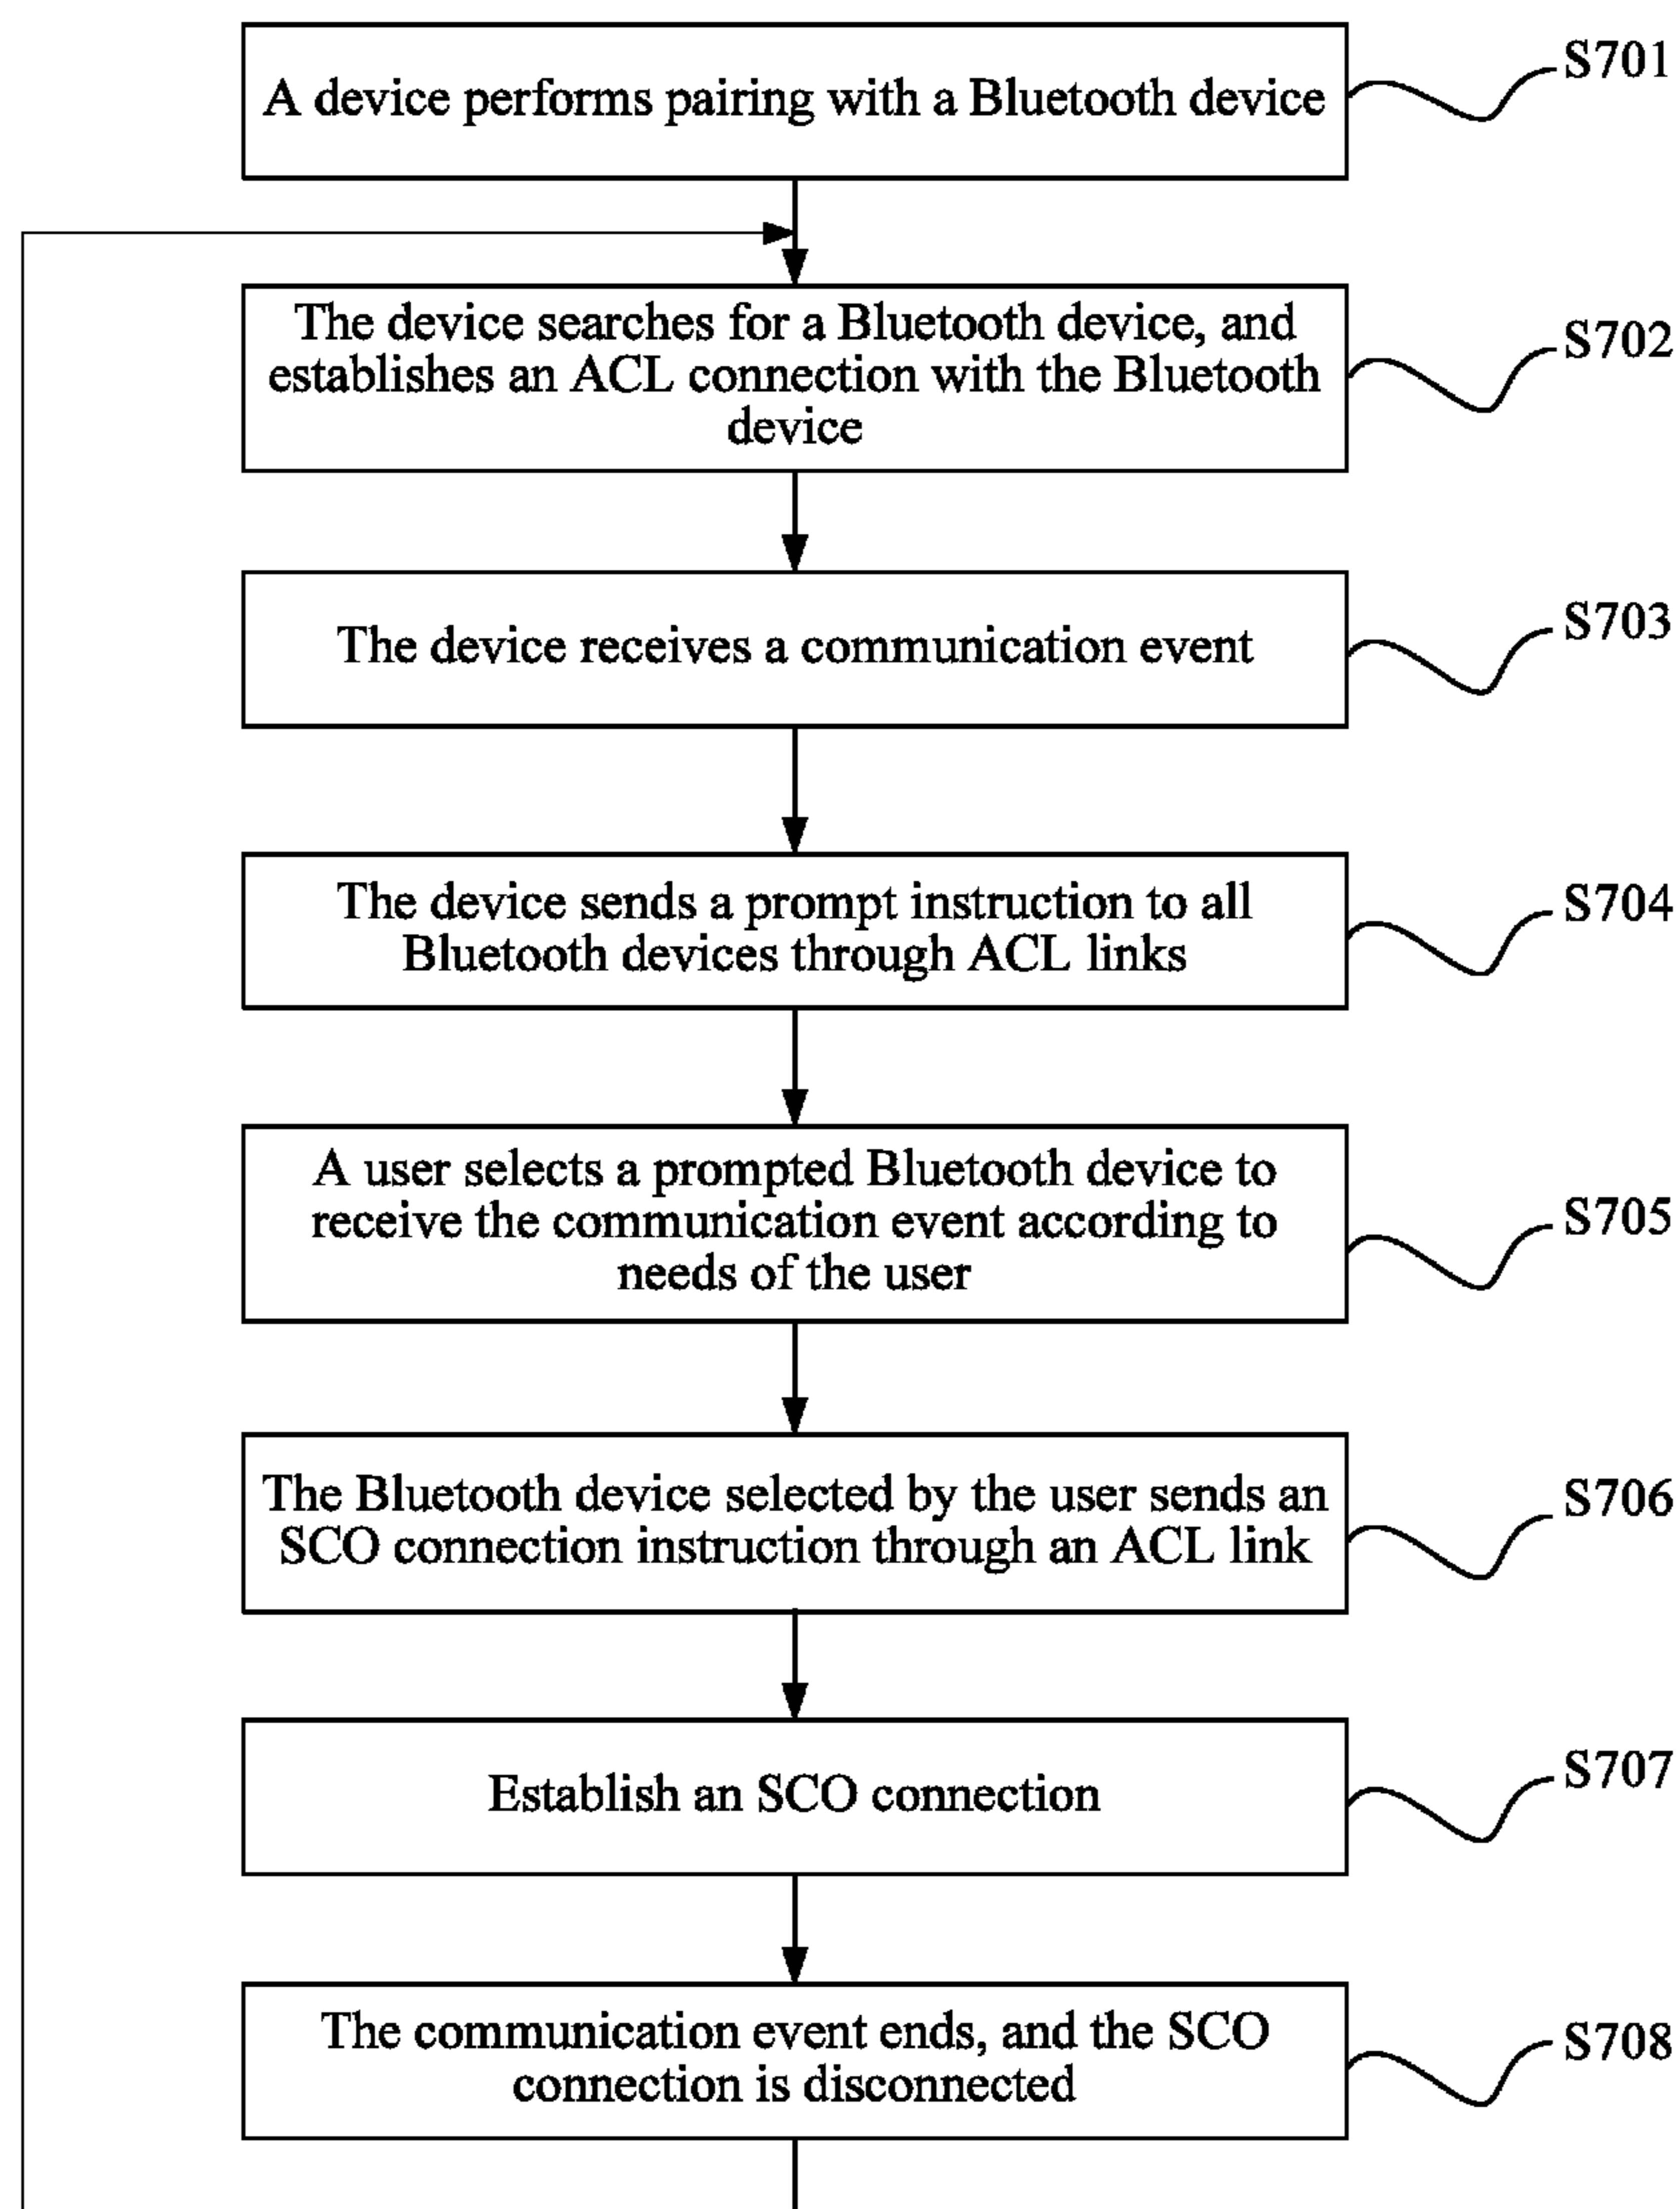 A device performs pairing with a Bluetooth device
S701
The device searches for a Bluetooth device, and
establishes an ACL connection with the Bluetooth
device
S702
The device receives a communication event
S703
The device sends a prompt instruction to all
Bluetooth devices through ACL links
S704
A user selects a prompted Bluetooth device to
receive the communication event according to
needs of the user
S705
The Bluetooth device selected by the user sends an
SCO connection instruction through an ACL link
S706
Establish an SCO connection
S707
The communication event ends, and the SCO
connection is disconnected
S708